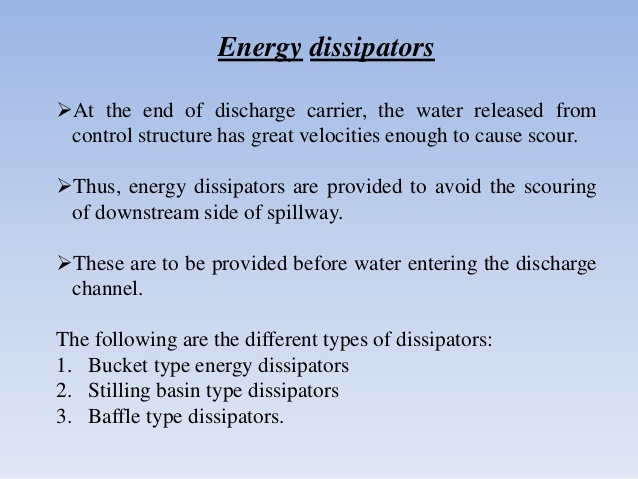 Energy dissipators
➢At the end of discharge carrier, the water released from
control structure has great velocities enough to cause scour.
➢Thus, energy dissipators are provided to avoid the scouring
of downstream side of spillway.
➢These are to be provided before water entering the discharge
channel.
The following are the different types of dissipators:
1. Bucket type energy dissipators
2. Stilling basin type dissipators
3. Baffle type dissipators.